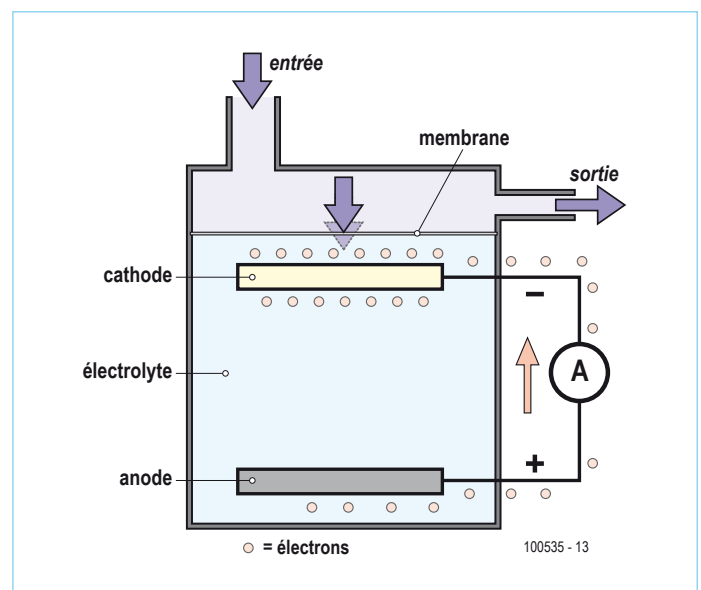 entrée
membrane
sortie
cathode
−
électrolyte
A
+
anode
= électrons
100535 - 13